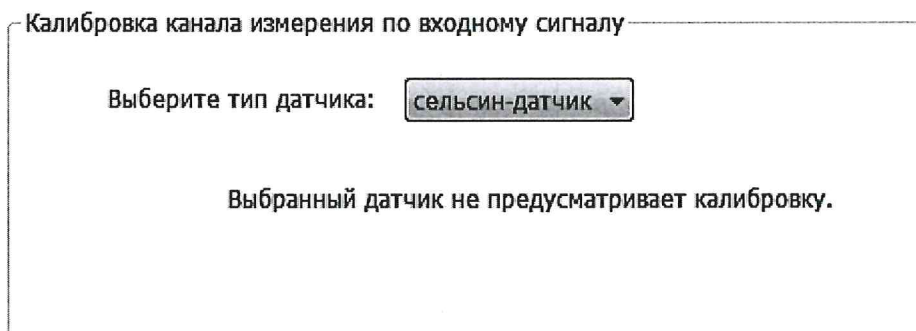 Калибровка канала измерения по входному сигналу
Выберите тип датчика: сельсин-датчик
Выбранный датчик не предусматривает калибровку.